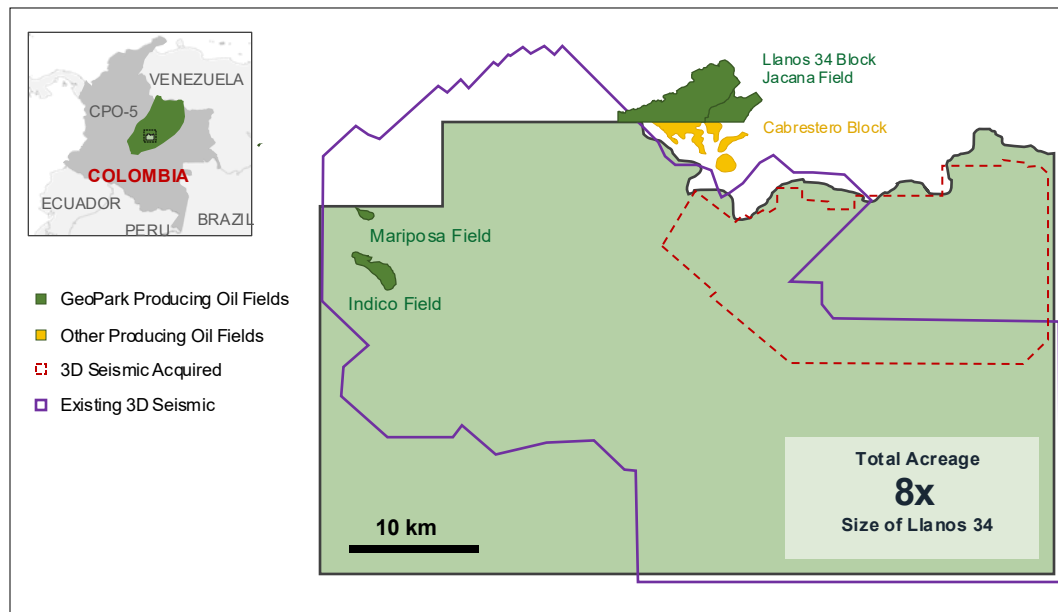 VENEZUELA
CPO-5
COLOMBIA
ECUADOR
BRAZIL
PERU
GeoPark Producing Oil Fields
Other Producing Oil Fields
3D Seismic Acquired
Existing 3D Seismic
Llanos 34 Block
Jacana Field
Cabrestero Block
Mariposa Field
Indico Field
10 km
Total Acreage
8x
Size of Llanos 34